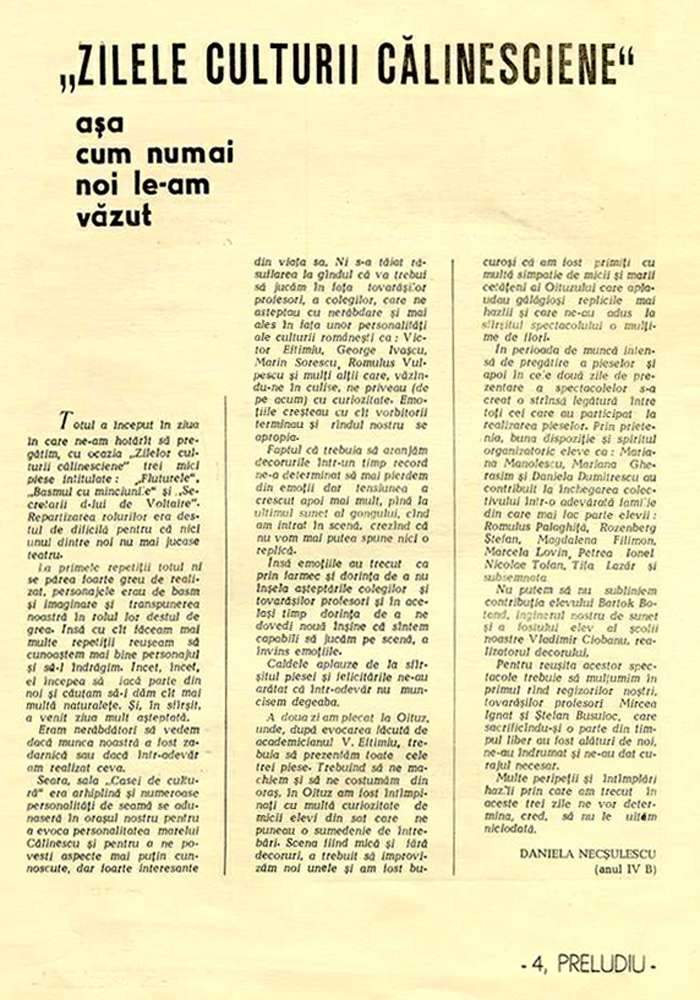 „ZILELE CULTURII CĂLINESCIENE“
așa
cum numai
noi le-am
văzut
Totul a început în ziua
în care ne-am hotărît să pre-
gătim, cu ocazia „Zilelor cul-
turii călinesciene“ trei mici
piese intitulate : „Fluturele“,
„Basmul cu minciunile“ și „Se-
cretarii d-lui de Voltaire“.
Repartizarea rolurilor era des-
tul de dificilă pentru că nici
unul dintre noi nu mai jucase
teatru.
La primele repetiții totul ni
se părea foarte greu de reali-
zat, personajele erau de basm
și imaginare și transpunerea
noastră în rolul lor destul de
grea. Însă cu cît făceam mai
multe repetiții reușeam să
cunoaștem mai bine personajul
și să-l îndrăgim. Încet, încet,
el începea să iacă parte din
noi și căutam să-i dăm cît mai
multă naturalețe. Și, în sfîrșit,
a venit ziua mult așteptată.
Eram nerăbdători să vedem
dacă munca noastră a fost za-
darnică sau dacă într-adevăr
am realizat ceva.
Seara, sala „Casei de cultu-
ră“ era arhiplină și numeroase
personalități de seamă se adu-
naseră în orașul nostru pentru
a evoca personalitatea marelui
Călinescu și pentru a ne po-
vesti aspecte mai puțin cun-
noscute, dar foarte interesante
din viața sa. Ni s-a tăiat ră-
suflarea la gîndul că va trebui
să jucăm în fața tovarășilor
profesori, a colegilor, care ne
așteptau cu nerăbdare și mai
ales în fața unor personalități
ale culturii românești ca : Vic-
tor Eftimiu, George Ivașcu,
Marin Sorescu, Romulus Vul-
pescu și mulți alții care, văzîn-
du-ne în culise, ne priveau (de
pe acum) cu curiozitate. Emo-
țiile creșteau cu cît vorbitorii
terminau și rîndul nostru se
apropia.
Faptul că trebuia să aranjăm
decorurile într-un timp record
ne-a determinat să mai pierdem
din emoții dar tensiunea a
crescut apoi mai mult, pînă la
ultimul sunet al gongului, cînd
am intrat în scenă, crezînd că
nu vom mai putea spune nici o
replică.
Însă emoțiile au trecut ca
prin farmec și dorința de a nu
înșela așteptările colegilor și
tovarășilor profesori și în ace-
lași timp dorința de a ne
dovedi nouă înșine că sîntem
capabili să jucăm pe scenă, a
învins emoțiile.
Caldele aplauze de la sfîr-
șitul piesei și felicitările ne-au
arătat că într-adevăr nu mun-
cisem degeaba.
A doua zi am plecat la Oituz,
unde, după evocarea făcută de
academicianul V. Eftimiu, tre-
buia să prezentăm toate cele
trei piese. Trebuind să ne ma-
chiem și să ne costumăm din
oraș, în Oituz am fost întîmpi-
nați cu multă curiozitate de
micii elevi din sat care ne
puneau o sumedenie de între-
bări. Scena fiind mică și fără
decoruri, a trebuit să improvi-
zăm noi unele și am fost bu-
curoși că am fost primiți cu
multă simpatie de micii și marii
cetățeni ai Oituzului care apla-
udau gălăgioși replicile mai
hazlii și care ne-au adus la
sfîrșitul spectacolului o mulți-
me de flori.
În perioada de muncă inten-
să de pregătire a pieselor și
apoi în cele două zile de pre-
zentare a spectacolelor s-a
creat o strînsă legătură între
toți cei care au participat la
realizarea pieselor. Prin priete-
nia, buna dispoziție și spiritul
organizatoric eleve ca : Maria-
na Manolescu, Mariana Ghe-
rasim și Daniela Dumitrescu au
contribuit la închegarea colec-
tivului într-o adevărată familie
din care mai fac parte elevii :
Romulus Palaghiță, Rozenberg
Ștefan, Magdalena Filimon,
Marcela Lovin, Petrea Ionel
Nicolae Tofan, Tita Lazăr și
subsemnata.
Nu putem să nu subliniem
contribuția elevului Bartok Bo-
tend, inginerul nostru de sunet
și a fostului elev al școlii
noastre Vladimir Ciobanu, rea-
lizatorul decorului.
Pentru reușita acestor spec-
tacole trebuie să mulțumim în
primul rînd regizorilor noștri,
tovarășilor profesori Mircea
Ignat și Ștefan Busuioc, care
sacrificîndu-și o parte din tim-
pul liber au fost alături de noi,
ne-au îndrumat și ne-au dat cu-
rajul necesar.
Multe peripeții și întîmplări
hazlii prin care am trecut în
aceste trei zile ne vor deter-
mina, cred, să nu le uităm
niciodată.
DANIELA NECȘULESCU
(anul IV B)
- 4, PRELUDIU -